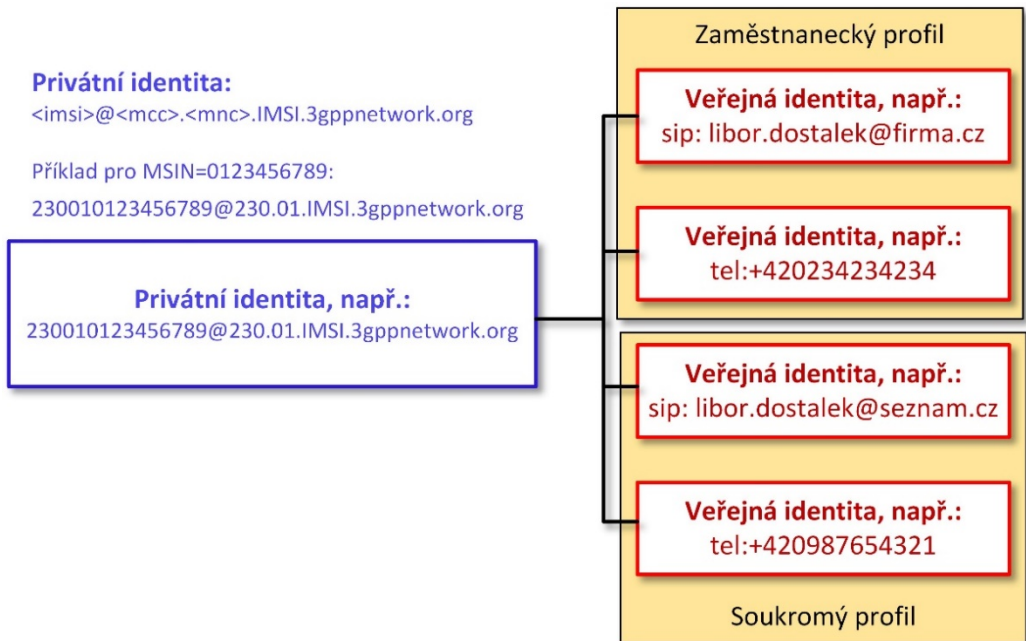 Privátní identita:
<imsi>@<mcc>.<mnc>.IMSI.3gppnetwork.org
Příklad pro MSIN=0123456789:
230010123456789@230.01.IMSI.3gppnetwork.org
Privátní identita, např.:
230010123456789@230.01.IMSI.3gppnetwork.org
Zaměstnanecký profil
Veřejná identita, např.:
sip: libor.dostalek@firma.cz
Veřejná identita, např.:
tel:+420234234234
Veřejná identita, např.:
sip: libor.dostalek@seznam.cz
Veřejná identita, např.:
tel:+420987654321
Soukromý profil